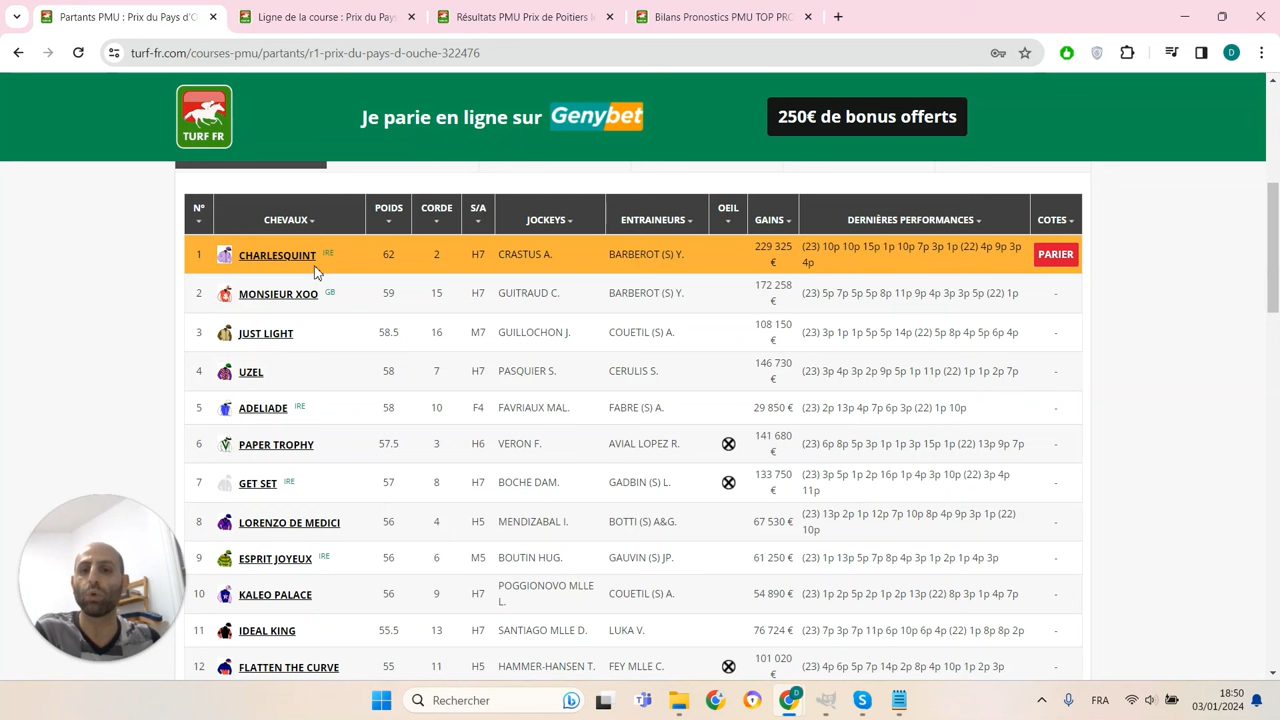 Partants PMU : Prix du Pays d'O
Ligne de la course : Prix du Pays
Résultats PMU Prix de Poitiers
Bilans Pronostics PMU TOP PRO
turf-fr.com/courses-pmu/partants/r1-prix-du-pays-d-ouche-322476
D
TURF FR
Je parie en ligne sur Genybet
250€ de bonus offerts
N° CHEVAUX POIDS CORDE S/A JOCKEYS ENTRAINEURS OEIL GAINS DERNIÈRES PERFORMANCES COTES
1 CHARLESQUINT IRE 62 2 H7 CRASTUS A. BARBEROT (S) Y. 229 325 € (23) 10p 10p 15p 1p 10p 7p 3p 1p (22) 4p 9p 3p 4p PARIER
2 MONSIEUR XOO GB 59 15 H7 GUITRAUD C. BARBEROT (S) Y. 172 258 € (23) 5p 7p 5p 5p 8p 11p 9p 4p 3p 3p 5p (22) 1p -
3 JUST LIGHT 58.5 16 M7 GUILLOCHON J. COUETIL (S) A. 108 150 € (23) 3p 1p 1p 5p 5p 14p (22) 5p 8p 4p 5p 6p 4p -
4 UZEL 58 7 H7 PASQUIER S. CERULIS S. 146 730 € (23) 3p 4p 3p 2p 9p 5p 1p 11p (22) 1p 1p 2p 7p -
5 ADELIADE IRE 58 10 F4 FAVRIAUX MAL. FABRE (S) A. 29 850 € (23) 2p 13p 4p 7p 6p 3p (22) 1p 10p -
6 PAPER TROPHY 57.5 3 H6 VERON F. AVIAL LOPEZ R. 141 680 € (23) 6p 8p 5p 3p 1p 1p 3p 15p 1p (22) 13p 9p 7p -
7 GET SET IRE 57 8 H7 BOCHE DAM. GADBIN (S) L. 133 750 € (23) 3p 5p 1p 2p 16p 1p 4p 3p 10p (22) 3p 4p 11p -
8 LORENZO DE MEDICI 56 4 H5 MENDIZABAL I. BOTTI (S) A&G. 67 530 € (23) 13p 2p 1p 12p 7p 10p 8p 4p 9p 3p 1p (22) 10p -
9 ESPRIT JOYEUX IRE 56 6 M5 BOUTIN HUG. GAUVIN (S) JP. 61 250 € (23) 1p 13p 5p 7p 8p 4p 3p 1p 2p 1p 4p 3p -
10 KALEO PALACE 56 9 H7 POGGIONOVO MLLE L. COUETIL (S) A. 54 890 € (23) 1p 2p 5p 2p 1p 2p 13p (22) 8p 3p 1p 4p 7p -
11 IDEAL KING 55.5 13 H7 SANTIAGO MLLE D. LUKA V. 76 724 € (23) 7p 3p 7p 11p 6p 10p 6p 4p (22) 1p 8p 8p 2p -
12 FLATTEN THE CURVE 55 11 H5 HAMMER-HANSEN T. FEY MLLE C. 101 020 € (23) 4p 6p 5p 7p 14p 2p 8p 9p 10p 1p 2p 3p -
Rechercher
D
FRA
18:50
03/01/2024